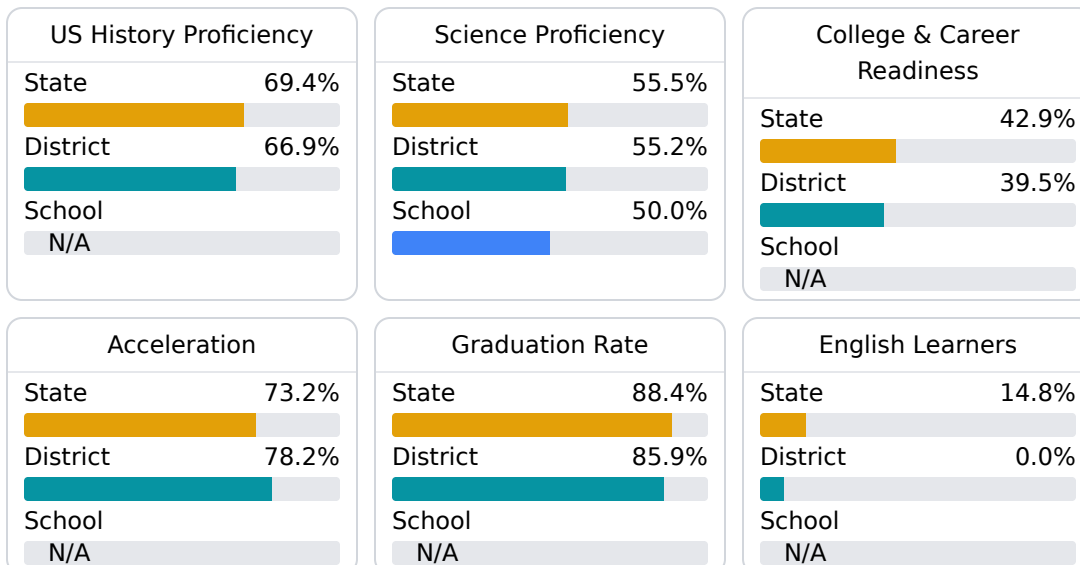 US History Proficiency
State 69.4%
District 66.9%
School
N/A
Science Proficiency
State 55.5%
District 55.2%
School 50.0%
College & Career
Readiness
State 42.9%
District 39.5%
School
N/A
Acceleration
State 73.2%
District 78.2%
School
N/A
Graduation Rate
State 88.4%
District 85.9%
School
N/A
English Learners
State 14.8%
District 0.0%
School
N/A